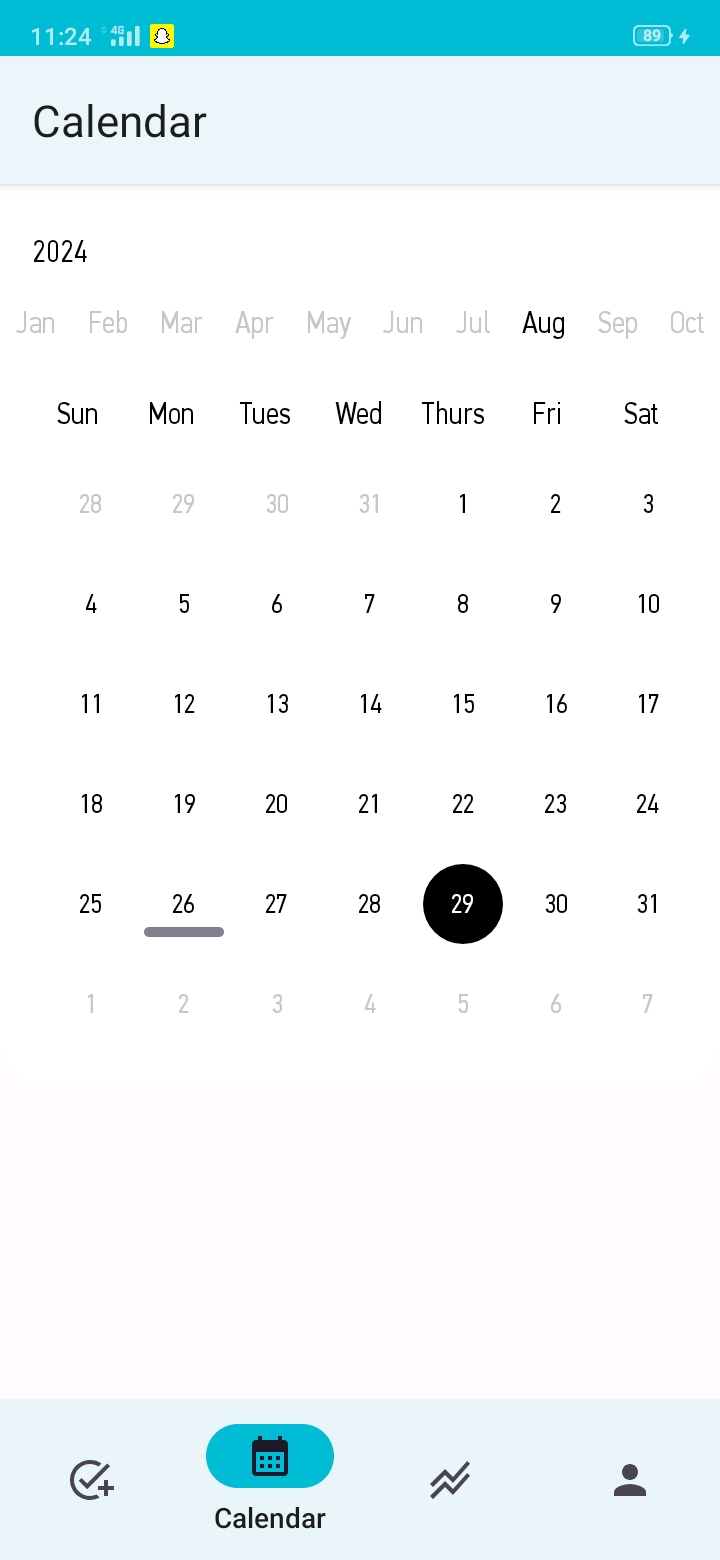 11:24 4G 89
Calendar
2024
Jan Feb Mar Apr May Jun Jul Aug Sep Oct
Sun Mon Tues Wed Thurs Fri Sat
28 29 30 31 1 2 3
4 5 6 7 8 9 10
11 12 13 14 15 16 17
18 19 20 21 22 23 24
25 26 27 28 29 30 31
1 2 3 4 5 6 7
Calendar